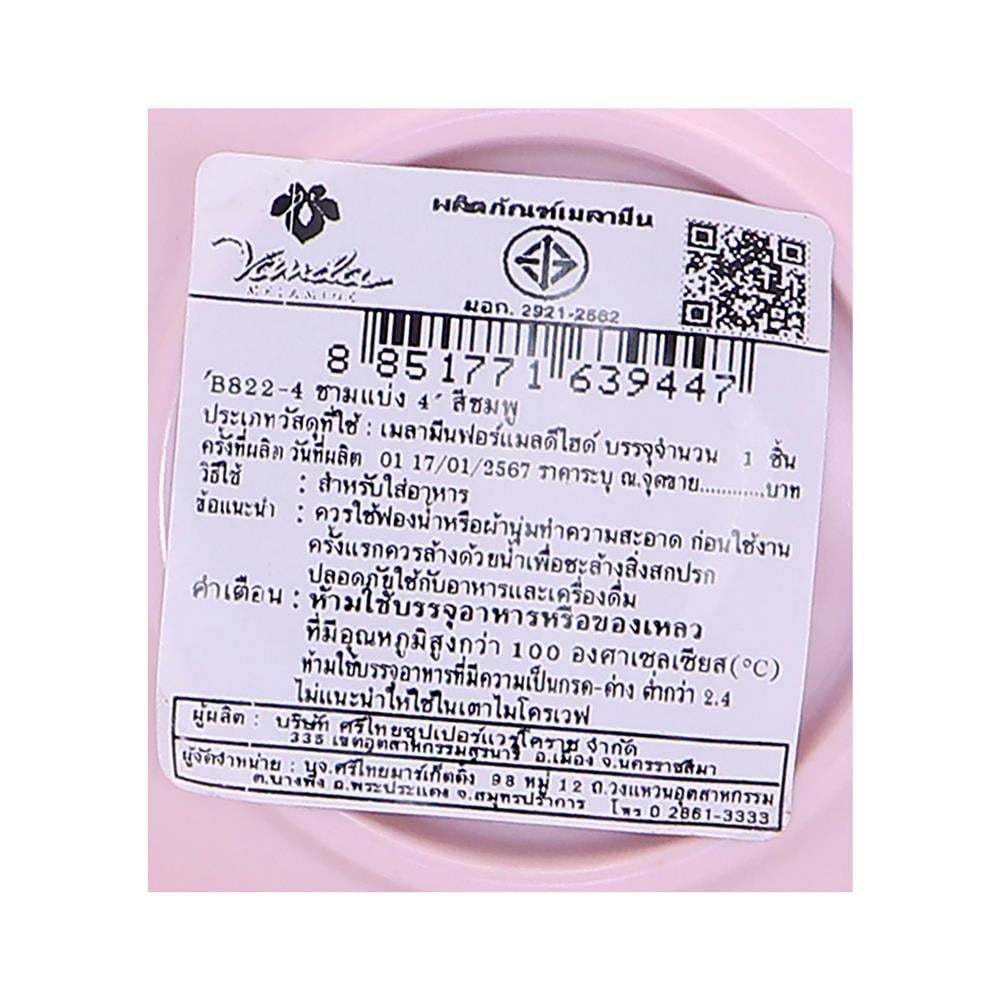 ผลิตภัณฑ์เมลามีน
Vanda
MELAMINE
มอก. 2921-2562
8 851771 639447
'B822-4 ชามแบ่ง 4" สีชมพู
ประเภทวัสดุที่ใช้ : เมลามีนฟอร์แมลดีไฮด์ บรรจุจำนวน 1 ชิ้น
ครั้งที่ผลิต วันที่ผลิต 01 17/01/2567 ราคาระบุ ณ.จุดขาย............บาท
วิธีใช้ : สำหรับใส่อาหาร
ข้อแนะนำ : ควรใช้ฟองน้ำหรือผ้านุ่มทำความสะอาด ก่อนใช้งาน
ครั้งแรกควรล้างด้วยน้ำเพื่อชะล้างสิ่งสกปรก
ปลอดภัยใช้กับอาหารและเครื่องดื่ม
คำเตือน : ห้ามใช้บรรจุอาหารหรือของเหลว
ที่มีอุณหภูมิสูงกว่า 100 องศาเซลเซียส(°C)
ห้ามใช้บรรจุอาหารที่มีความเป็นกรด-ด่าง ต่ำกว่า 2.4
ไม่แนะนำให้ใช้ในเตาไมโครเวฟ
ผู้ผลิต : บริษัท ศรีไทยซุปเปอร์แวร์โคราช จำกัด
335 เขตอุตสาหกรรมสุรนารี อ.เมือง จ.นครราชสีมา
ผู้จัดจำหน่าย : บจ.ศรีไทยมาร์เก็ตติ้ง 98 หมู่ 12 ถ.วงแหวนอุตสาหกรรม
ต.บางพึ่ง อ.พระประแดง จ.สมุทรปราการ โทร 0 2861-3333